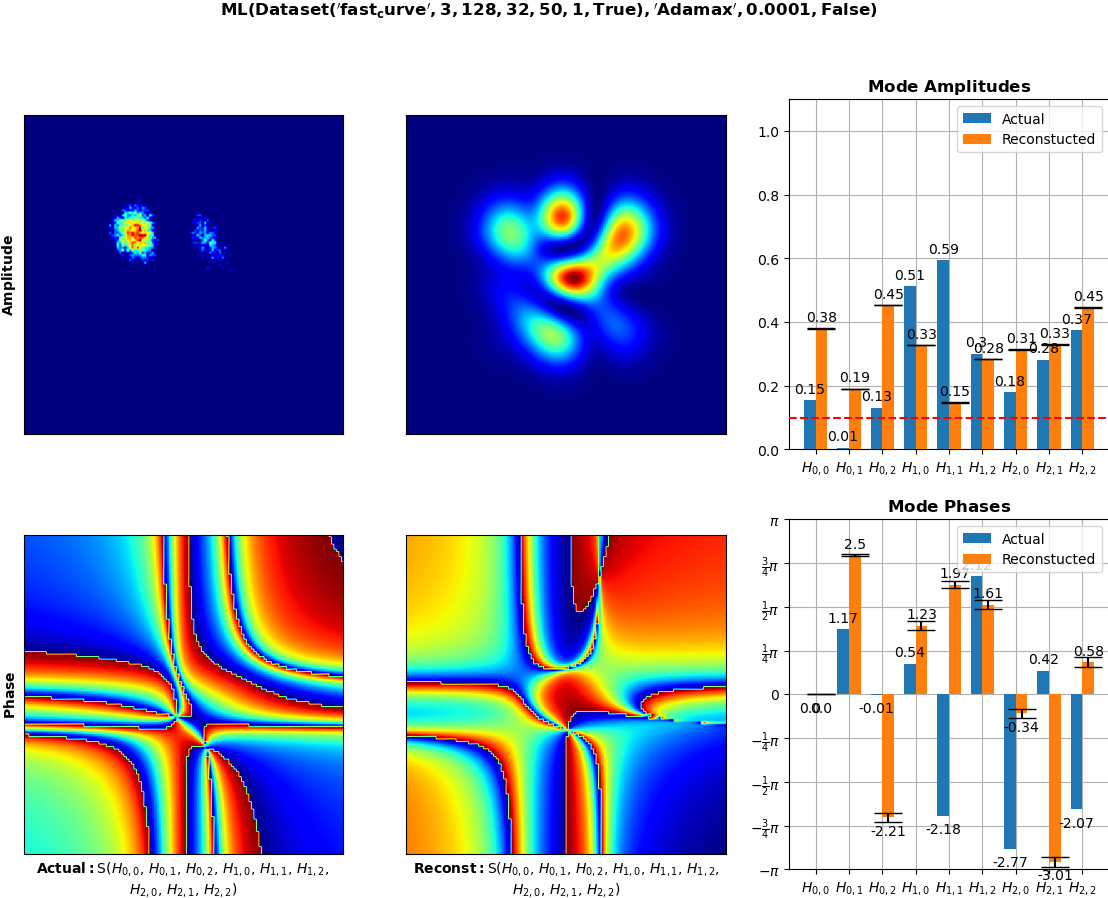 ML(Dataset('fast_curve', 3, 128, 32, 50, 1, True), 'Adamax', 0.0001, False)
Amplitude
Mode Amplitudes
Actual
Reconstucted
1.0
0.8
0.6
0.4
0.2
0.0
0.15
0.38
0.01
0.19
0.13
0.45
0.51
0.33
0.59
0.15
0.3
0.28
0.18
0.31
0.28
0.33
0.37
0.45
H0,0 H0,1 H0,2 H1,0 H1,1 H1,2 H2,0 H2,1 H2,2
Phase
Mode Phases
Actual
Reconstucted
π
3/4π
1/2π
1/4π
0
−1/4π
−1/2π
−3/4π
−π
0.0
0.0
1.17
2.5
-0.01
-2.21
0.54
1.23
-2.18
1.97
2.12
1.61
-2.77
-0.34
0.42
-3.01
-2.07
0.58
H0,0 H0,1 H0,2 H1,0 H1,1 H1,2 H2,0 H2,1 H2,2
Actual: S(H0,0, H0,1, H0,2, H1,0, H1,1, H1,2,
H2,0, H2,1, H2,2)
Reconst: S(H0,0, H0,1, H0,2, H1,0, H1,1, H1,2,
H2,0, H2,1, H2,2)